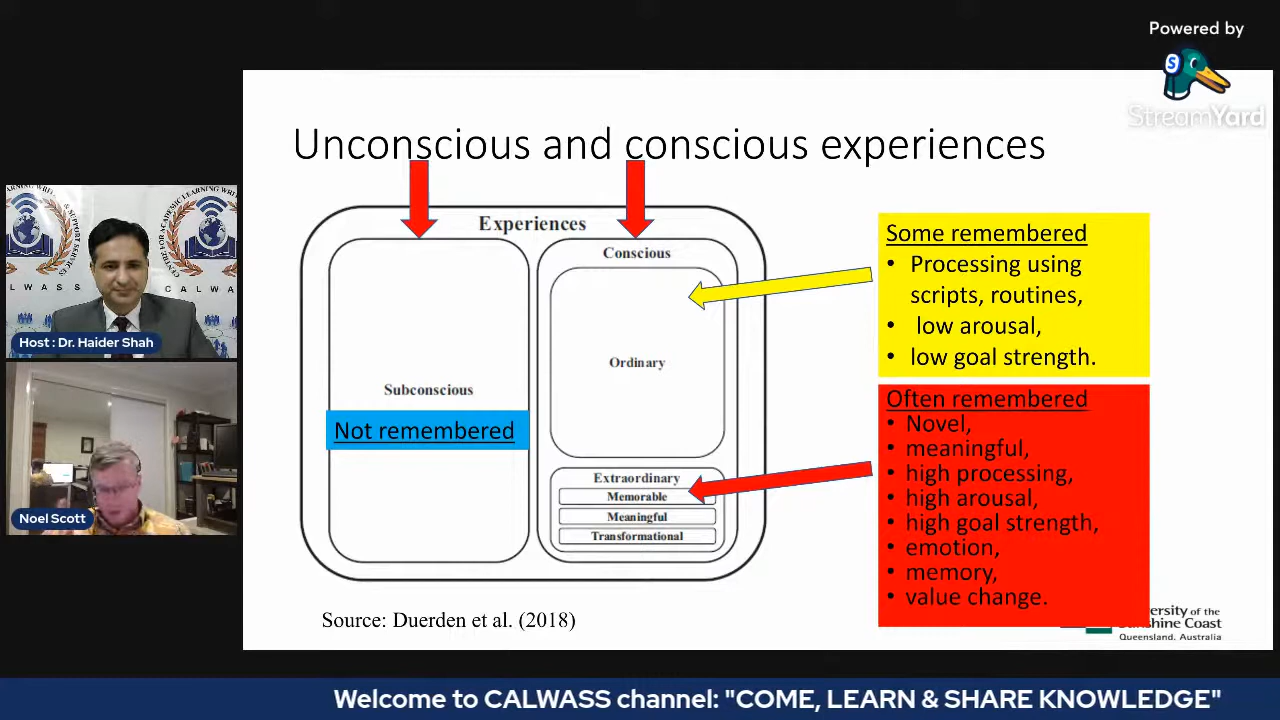 Powered by
StreamYard
Unconscious and conscious experiences
Experiences
Conscious
Ordinary
Subconscious
Not remembered
Extraordinary
Memorable
Meaningful
Transformational
Some remembered
• Processing using
scripts, routines,
• low arousal,
• low goal strength.
Often remembered
• Novel,
• meaningful,
• high processing,
• high arousal,
• high goal strength,
• emotion,
• memory,
• value change.
Source: Duerden et al. (2018)
ersity of the
shine Coast
Queensland, Australia
CALWASS
Host : Dr. Haider Shah
Noel Scott
Welcome to CALWASS channel: "COME, LEARN & SHARE KNOWLEDGE"